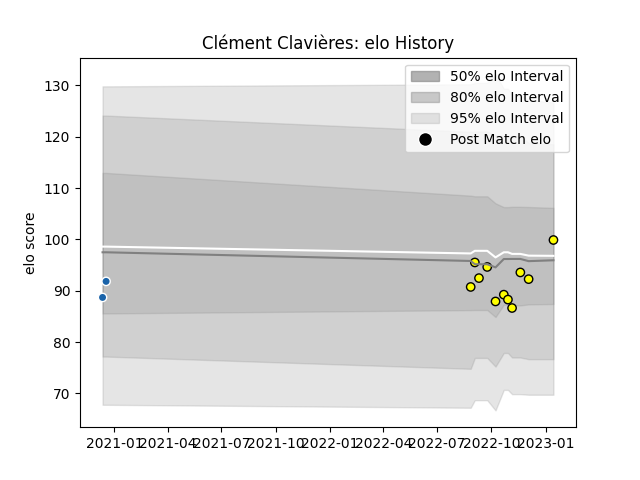 Clément Clavières: elo History
50% elo Interval
80% elo Interval
95% elo Interval
Post Match elo
elo score
130
120
110
100
90
80
70
2021-01 2021-04 2021-07 2021-10 2022-01 2022-04 2022-07 2022-10 2023-01